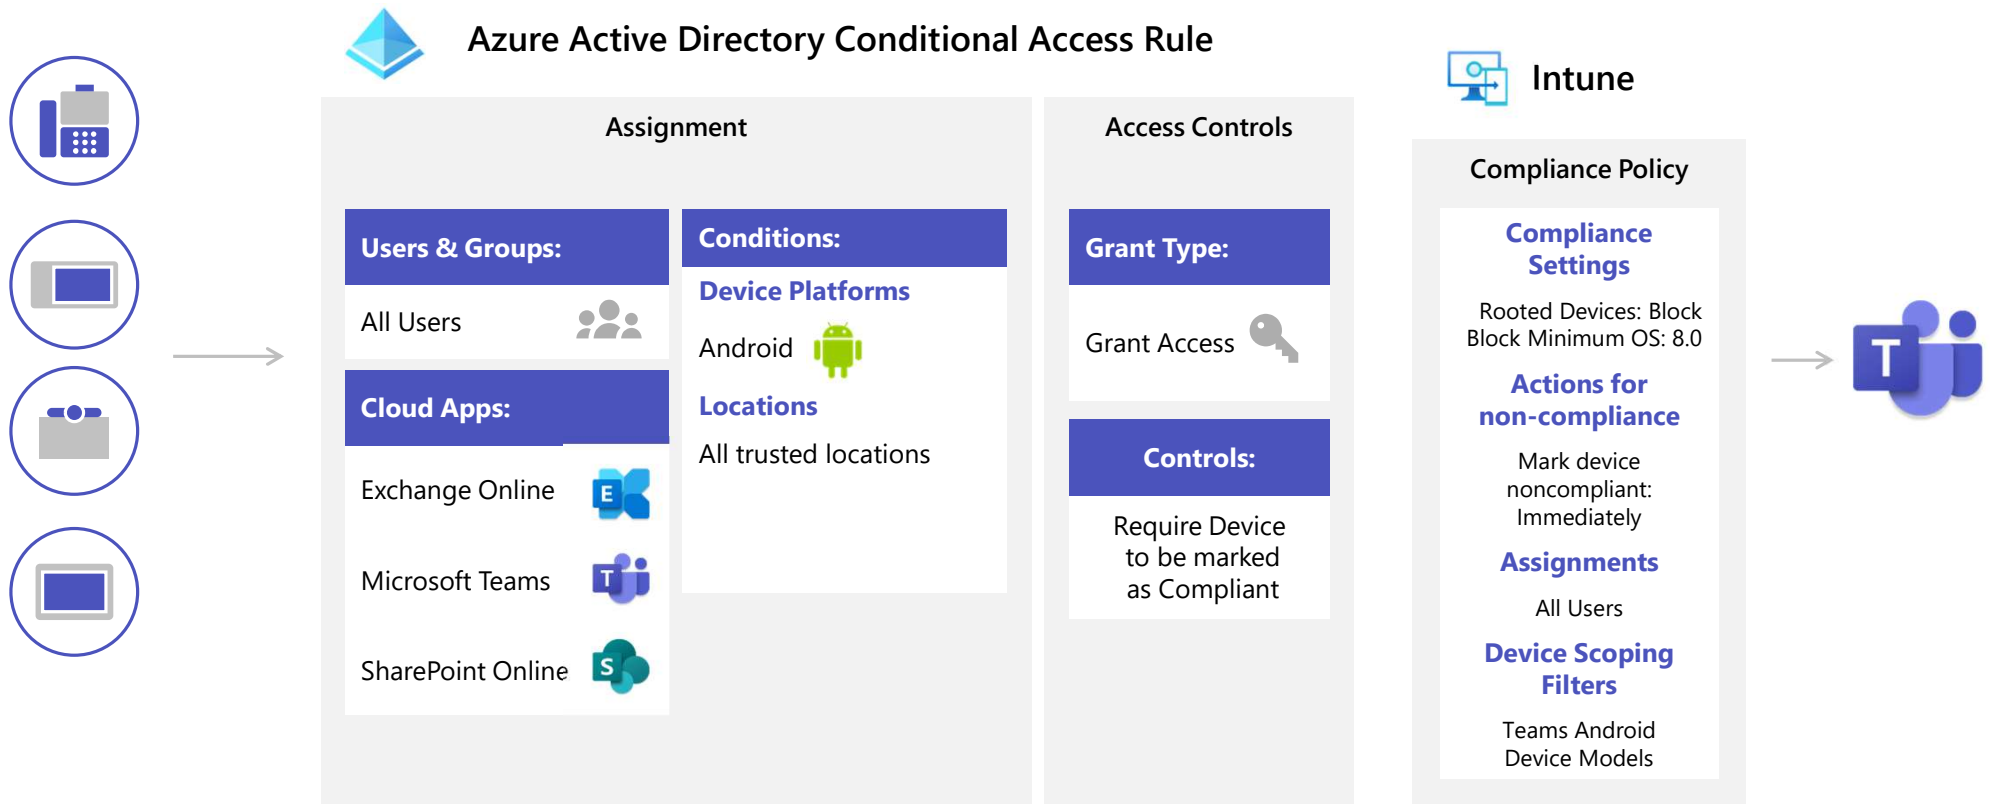 Azure Active Directory Conditional Access Rule
Assignment
Users & Groups:
All Users
Cloud Apps:
Exchange Online
E
Microsoft Teams
T
SharePoint Online
S
Conditions:
Device Platforms
Android
Locations
All trusted locations
Access Controls
Grant Type:
Grant Access
Controls:
Require Device
to be marked
as Compliant
Intune
Compliance Policy
Compliance
Settings
Rooted Devices: Block
Block Minimum OS: 8.0
Actions for
non-compliance
Mark device
noncompliant:
Immediately
Assignments
All Users
Device Scoping
Filters
Teams Android
Device Models
T